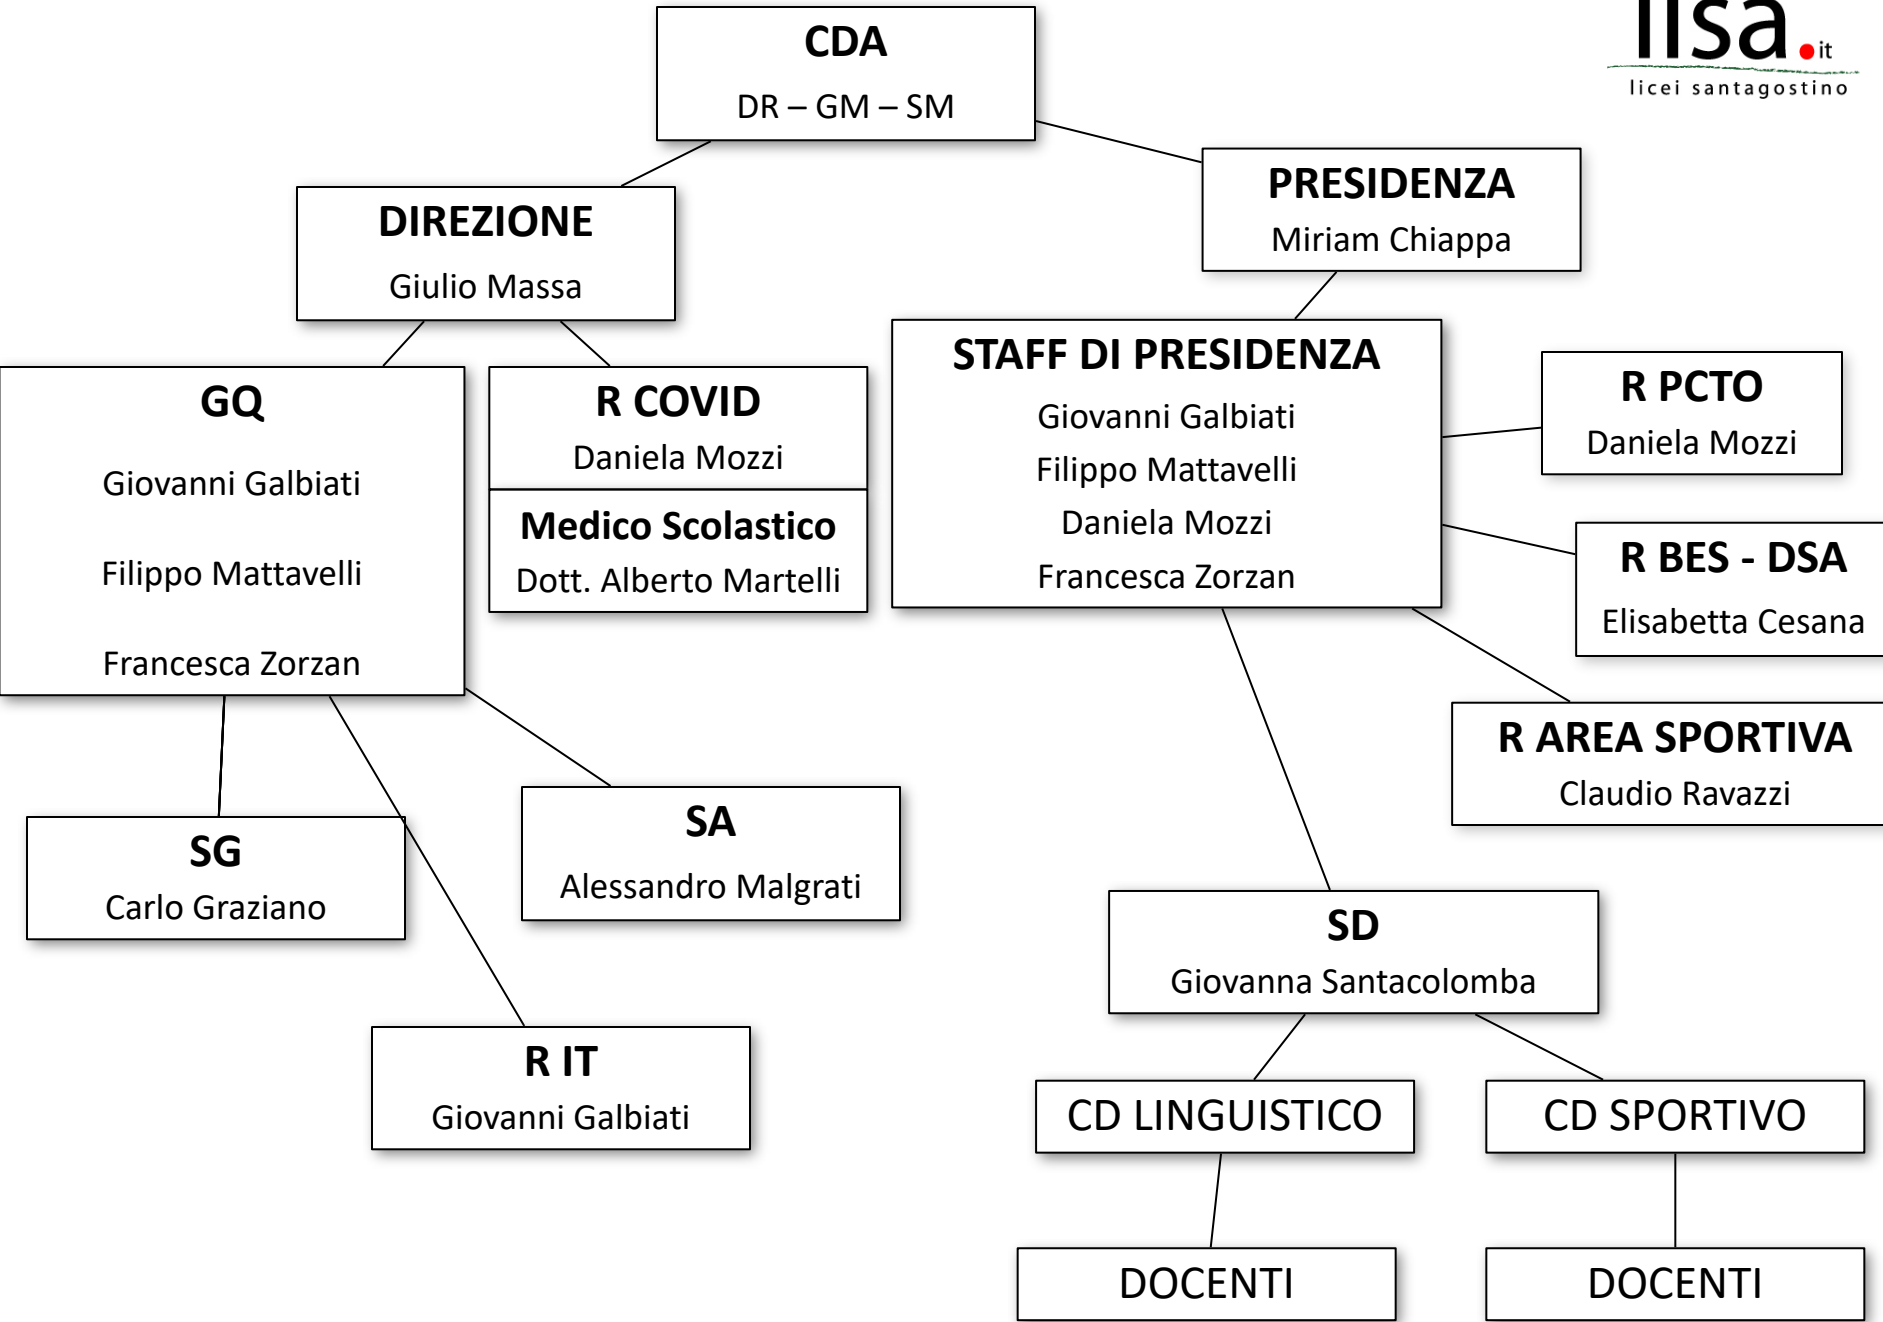 CDA
DR – GM – SM
lisa.it
licei santagostino
DIREZIONE
Giulio Massa
PRESIDENZA
Miriam Chiappa
GQ
Giovanni Galbiati
Filippo Mattavelli
Francesca Zorzan
R COVID
Daniela Mozzi
Medico Scolastico
Dott. Alberto Martelli
STAFF DI PRESIDENZA
Giovanni Galbiati
Filippo Mattavelli
Daniela Mozzi
Francesca Zorzan
R PCTO
Daniela Mozzi
R BES - DSA
Elisabetta Cesana
R AREA SPORTIVA
Claudio Ravazzi
SG
Carlo Graziano
SA
Alessandro Malgrati
R IT
Giovanni Galbiati
SD
Giovanna Santacolomba
CD LINGUISTICO
CD SPORTIVO
DOCENTI
DOCENTI